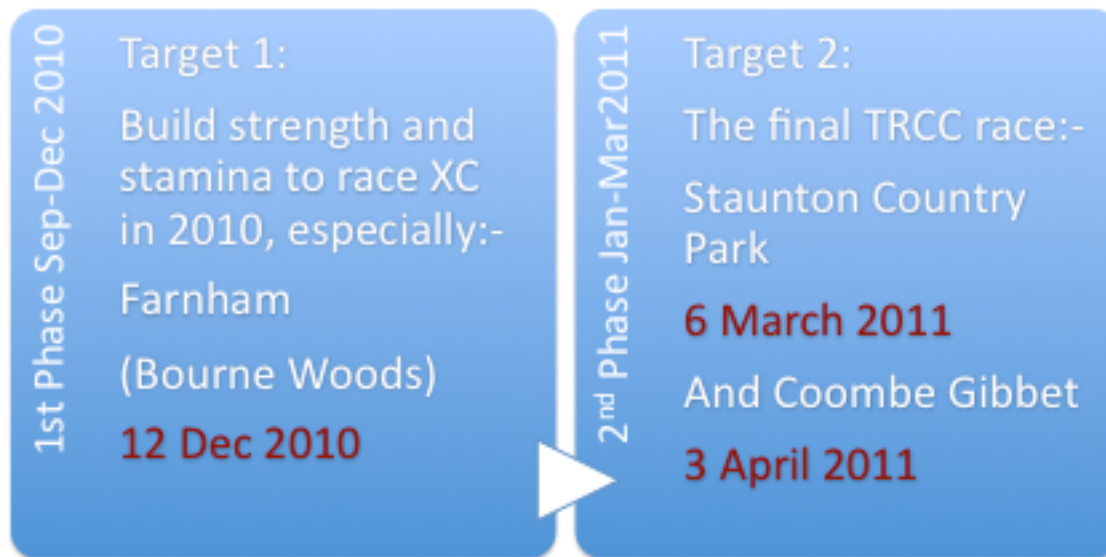 1st Phase Sep-Dec 2010
Target 1:
Build strength and
stamina to race XC
in 2010, especially:-
Farnham
(Bourne Woods)
12 Dec 2010
2nd Phase Jan-Mar2011
Target 2:
The final TRCC race:-
Staunton Country
Park
6 March 2011
And Coombe Gibbet
3 April 2011